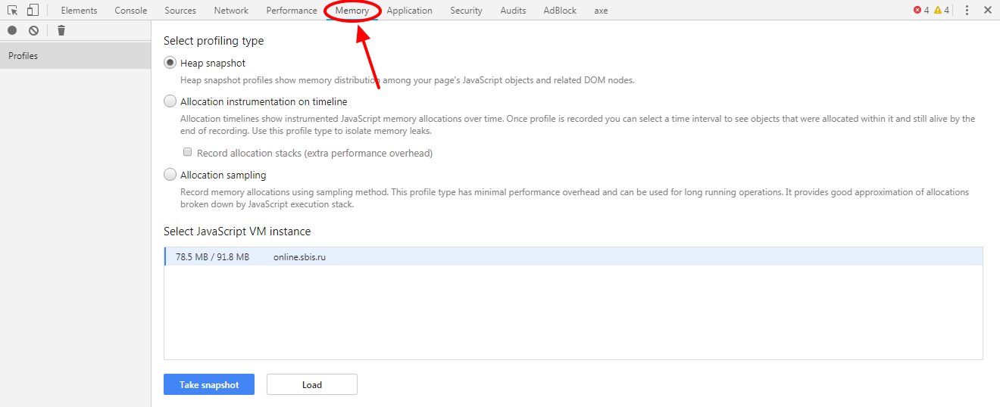 Elements Console Sources Network Performance Memory Application Security Audits AdBlock axe 4 4
Profiles
Select profiling type
Heap snapshot
Heap snapshot profiles show memory distribution among your page's JavaScript objects and related DOM nodes.
Allocation instrumentation on timeline
Allocation timelines show instrumented JavaScript memory allocations over time. Once profile is recorded you can select a time interval to see objects that were allocated within it and still alive by the
end of recording. Use this profile type to isolate memory leaks.
Record allocation stacks (extra performance overhead)
Allocation sampling
Record memory allocations using sampling method. This profile type has minimal performance overhead and can be used for long running operations. It provides good approximation of allocations
broken down by JavaScript execution stack.
Select JavaScript VM instance
78.5 MB / 91.8 MB online.sbis.ru
Take snapshot Load